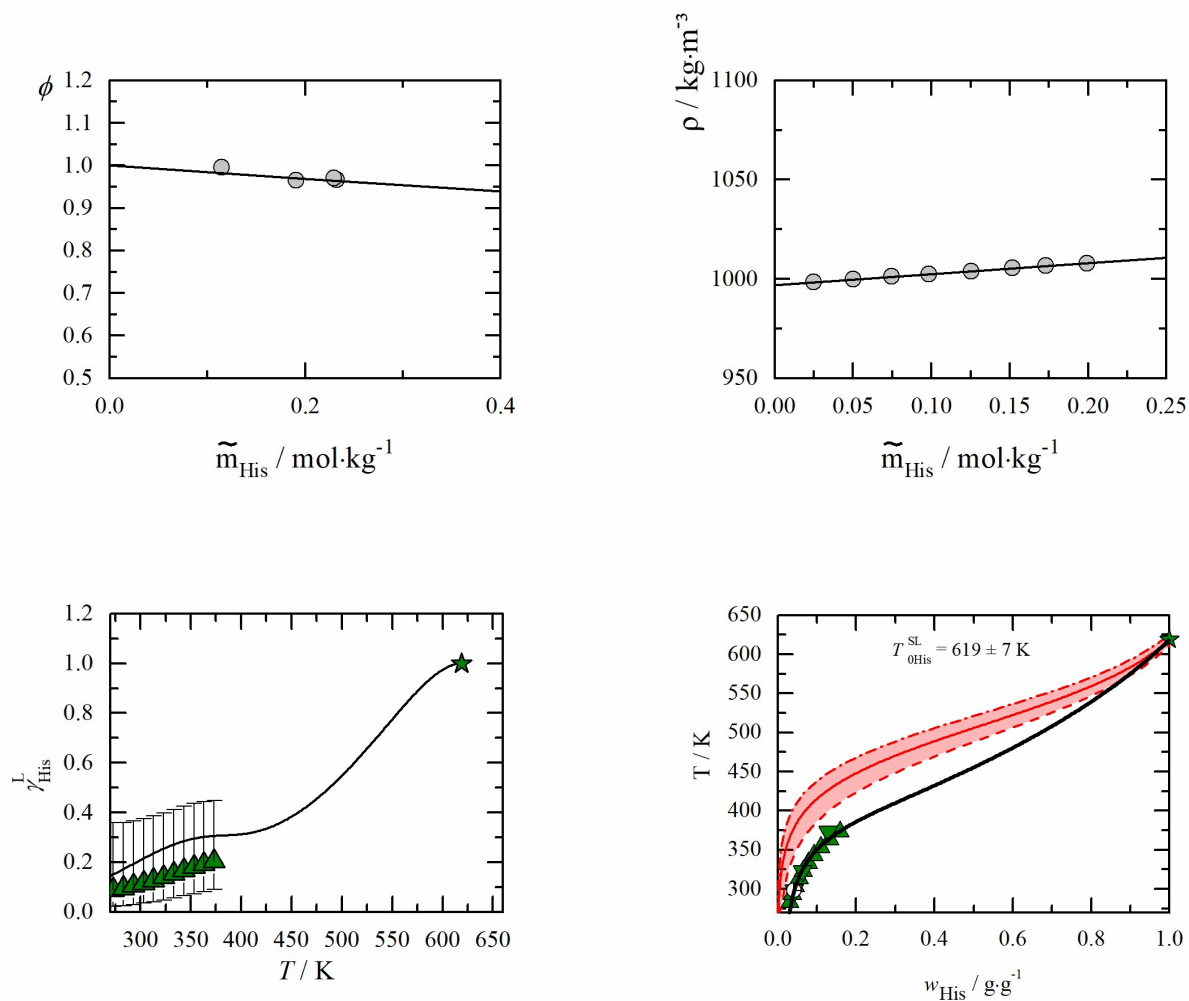 ϕ
1.2
1.1
1.0
0.9
0.8
0.7
0.6
0.5
0.0 0.2 0.4
m̃His / mol·kg-1
ρ / kg·m-3
1100
1050
1000
950
0.00 0.05 0.10 0.15 0.20 0.25
m̃His / mol·kg-1
γLHis
1.2
1.0
0.8
0.6
0.4
0.2
0.0
300 350 400 450 500 550 600 650
T / K
T / K
650
600
550
500
450
400
350
300
TSL0His = 619 ± 7 K
0.0 0.2 0.4 0.6 0.8 1.0
wHis / g·g-1